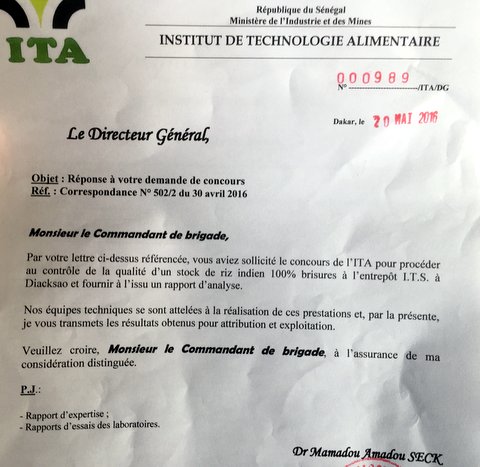 ITA
République du Sénégal
Ministère de l'Industrie et des Mines
INSTITUT DE TECHNOLOGIE ALIMENTAIRE
000989
N° ----------------------/ITA/DG
Dakar, le 20 MAI 2016
Le Directeur Général,
Objet : Réponse à votre demande de concours
Réf. : Correspondance N° 502/2 du 30 avril 2016
Monsieur le Commandant de brigade,
Par votre lettre ci-dessus référencée, vous aviez sollicité le concours de l'ITA pour procéder
au contrôle de la qualité d'un stock de riz indien 100% brisures à l'entrepôt I.T.S. à
Diacksao et fournir à l'issu un rapport d'analyse.
Nos équipes techniques se sont attelées à la réalisation de ces prestations et, par la présente,
je vous transmets les résultats obtenus pour attribution et exploitation.
Veuillez croire, Monsieur le Commandant de brigade, à l'assurance de ma
considération distinguée.
P.J.:
- Rapport d'expertise ;
- Rapports d'essais des laboratoires.
Dr Mamadou Amadou SECK